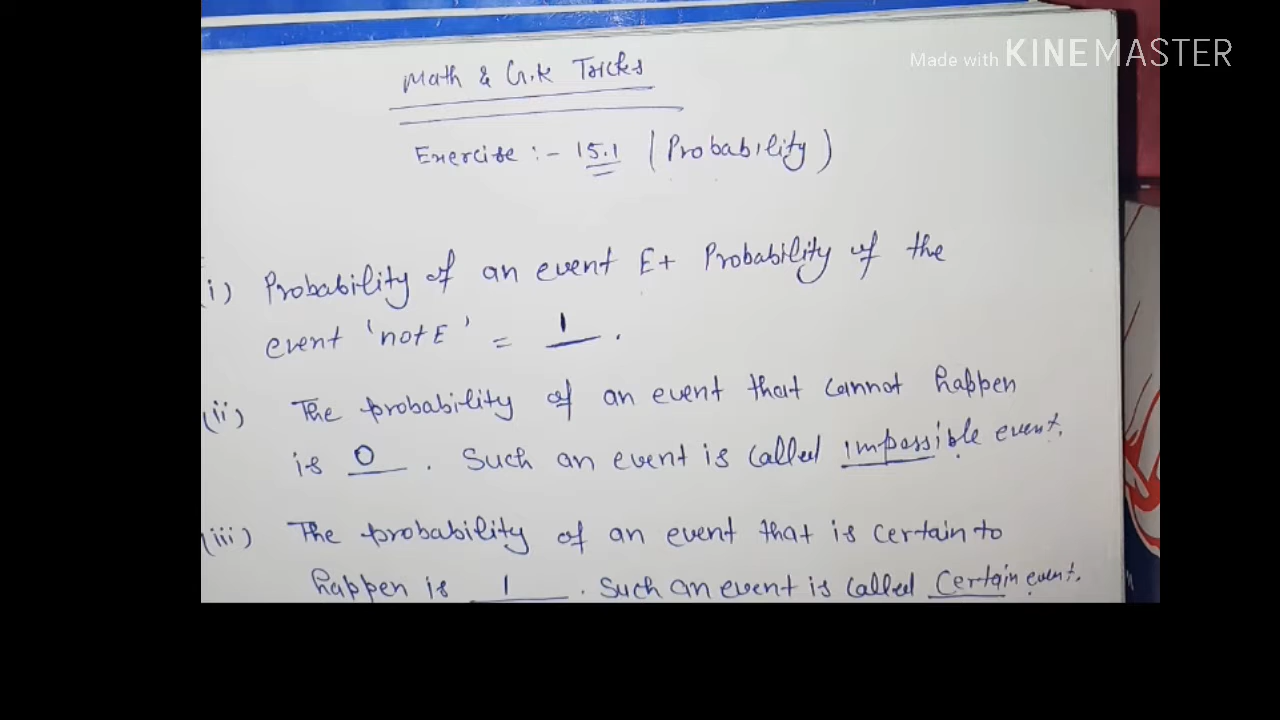 Made with KINEMASTER
Math & G.K Tricks
Exercise :- 15.1 (Probability)
(i) Probability of an event E + Probability of the
event 'not E' = 1.
(ii) The probability of an event that cannot happen
is 0. Such an event is called impossible event.
(iii) The probability of an event that is certain to
happen is 1. Such an event is called Certain event.